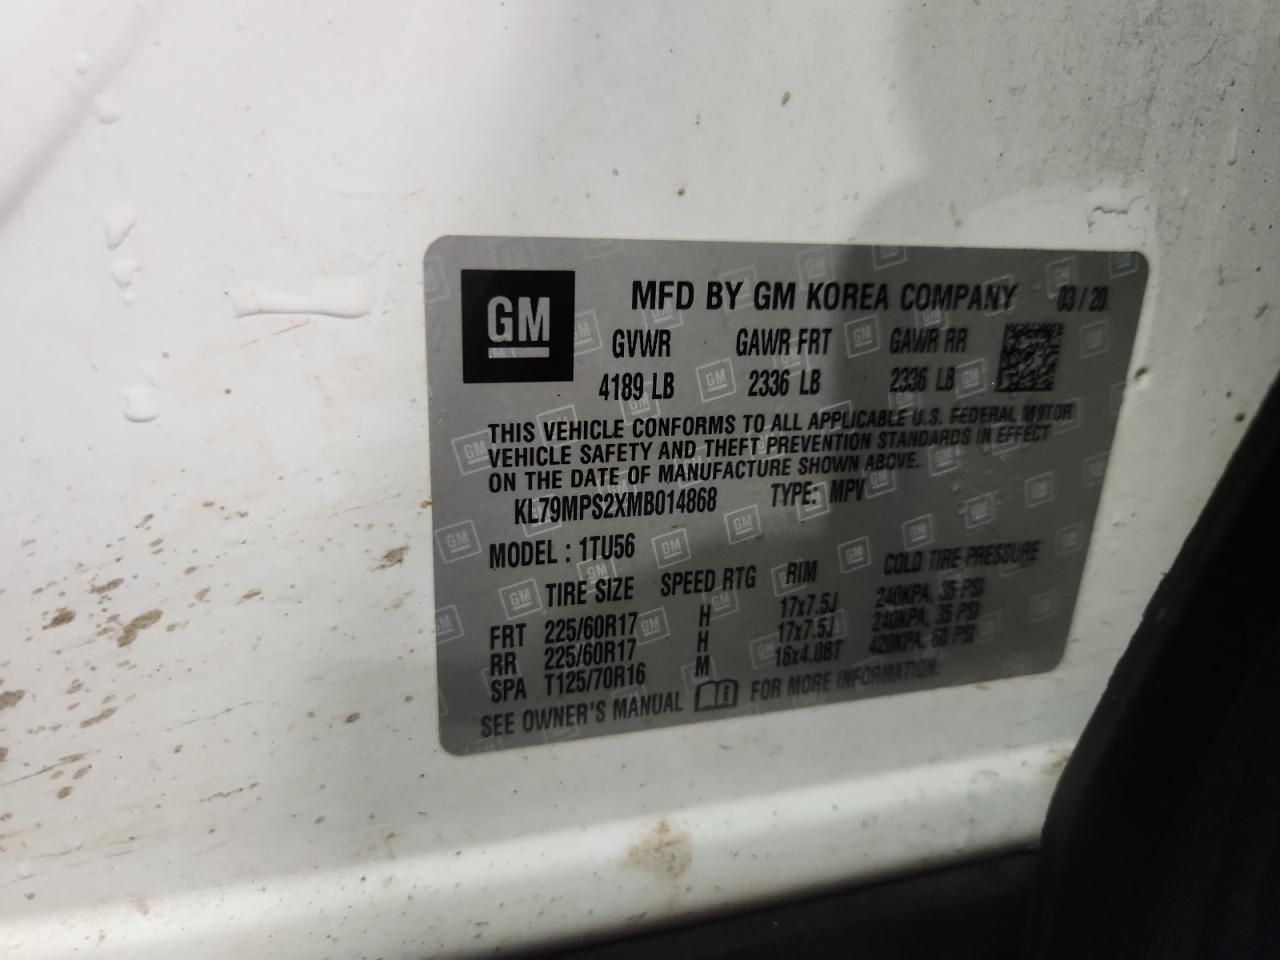 GM
MFD BY GM KOREA COMPANY 03/20
GVWR GAWR FRT GAWR RR
4189 LB 2336 LB 2336 LB
THIS VEHICLE CONFORMS TO ALL APPLICABLE U.S. FEDERAL MOTOR
VEHICLE SAFETY AND THEFT PREVENTION STANDARDS IN EFFECT
ON THE DATE OF MANUFACTURE SHOWN ABOVE.
KL79MPS2XMB014868 TYPE: MPV
MODEL : 1TU56
TIRE SIZE SPEED RTG RIM COLD TIRE PRESSURE
FRT 225/60R17 H 17x7.5J 240KPA, 35 PSI
RR 225/60R17 H 17x7.5J 240KPA, 35 PSI
SPA T125/70R16 M 16x4.0BT 420KPA, 60 PSI
SEE OWNER'S MANUAL FOR MORE INFORMATION.